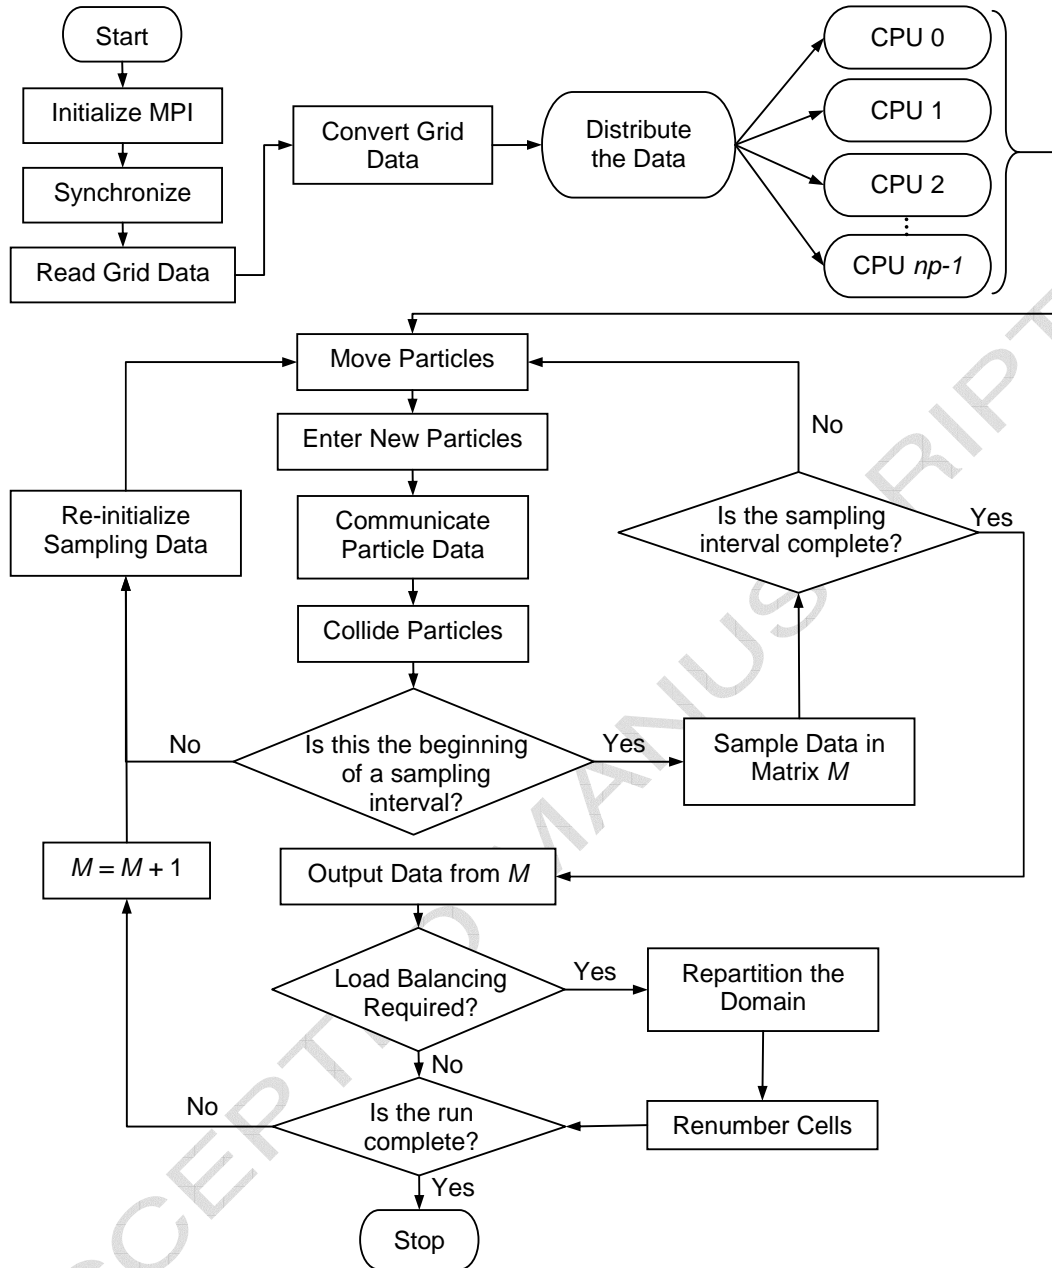 Start
Initialize MPI
Synchronize
Read Grid Data
Convert Grid
Data
Distribute
the Data
CPU 0
CPU 1
CPU 2
CPU np-1
Move Particles
Enter New Particles
Communicate
Particle Data
Collide Particles
Re-initialize
Sampling Data
No
Is the sampling
interval complete?
Yes
No
Is this the beginning
of a sampling
interval?
Yes
Sample Data in
Matrix M
M = M + 1
Output Data from M
Load Balancing
Required?
Yes
Repartition the
Domain
No
No
Is the run
complete?
Renumber Cells
Yes
Stop
CCEPTED MANUSCRIPT